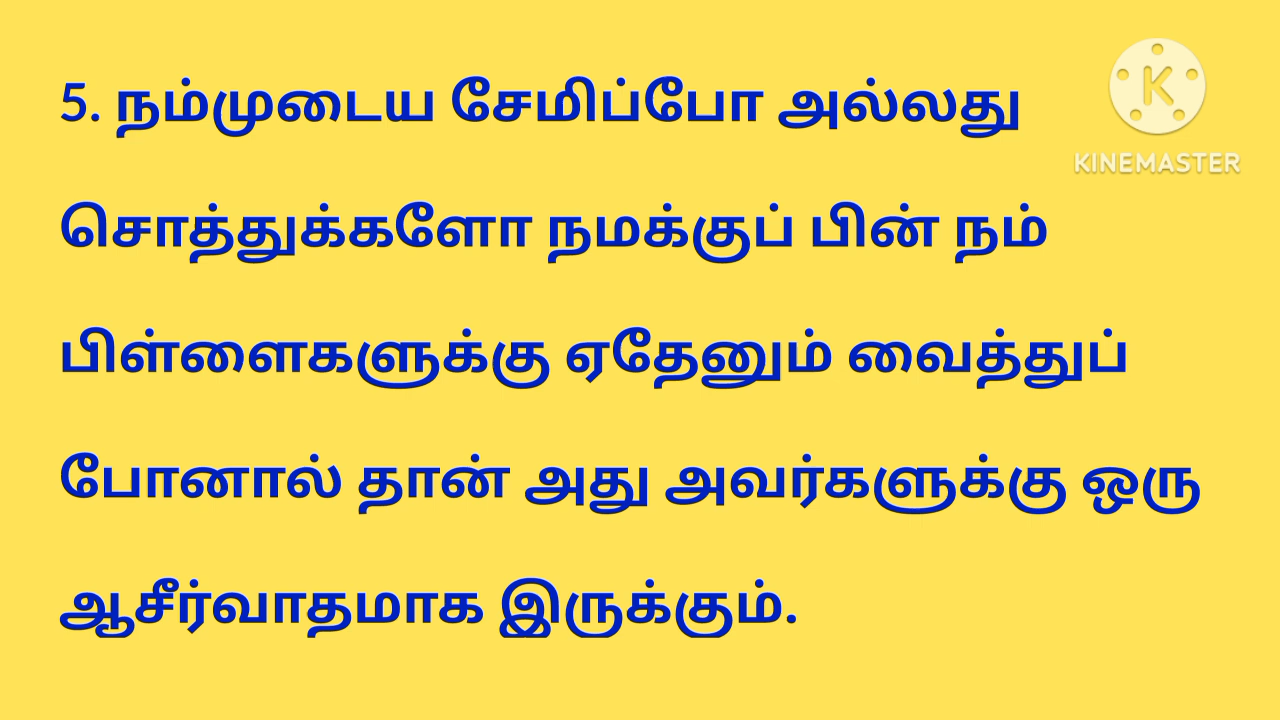 5. நம்முடைய சேமிப்போ அல்லது
KINEMASTER
சொத்துக்களோ நமக்குப் பின் நம்
பிள்ளைகளுக்கு ஏதேனும் வைத்துப்
போனால் தான் அது அவர்களுக்கு ஒரு
ஆசீர்வாதமாக இருக்கும்.